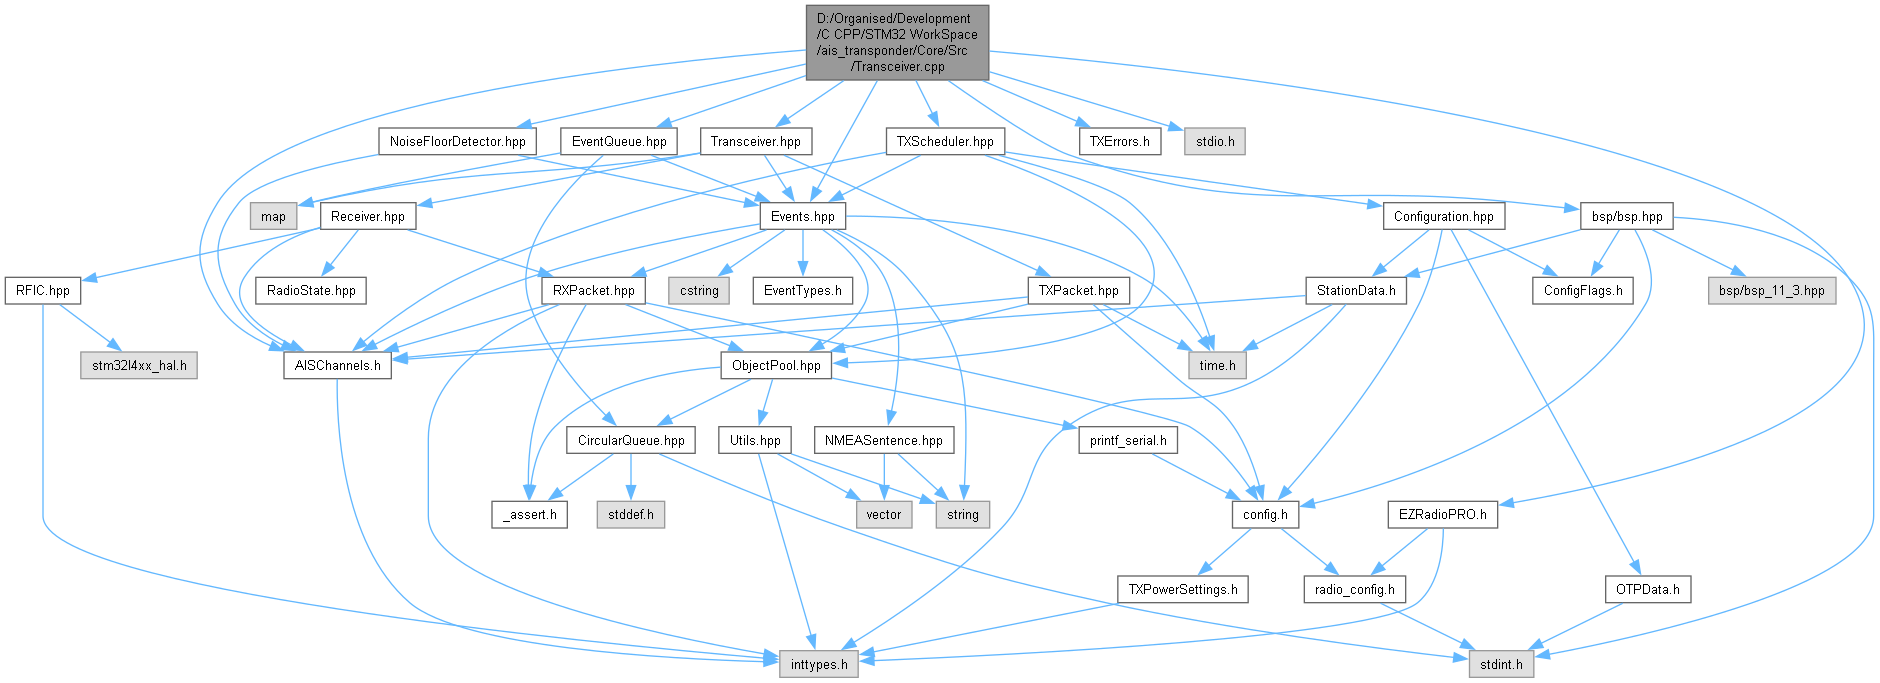 D:/Organised/Development
/C CPP/STM32 WorkSpace
/ais_transponder/Core/Src
/Transceiver.cpp
NoiseFloorDetector.hpp
EventQueue.hpp
Transceiver.hpp
TXScheduler.hpp
TXErrors.h
stdio.h
map
Receiver.hpp
Events.hpp
Configuration.hpp
bsp/bsp.hpp
RFIC.hpp
RadioState.hpp
RXPacket.hpp
cstring
EventTypes.h
TXPacket.hpp
StationData.h
ConfigFlags.h
bsp/bsp_11_3.hpp
stm32l4xx_hal.h
AISChannels.h
ObjectPool.hpp
time.h
CircularQueue.hpp
Utils.hpp
NMEASentence.hpp
printf_serial.h
_assert.h
stddef.h
vector
string
config.h
EZRadioPRO.h
TXPowerSettings.h
radio_config.h
OTPData.h
inttypes.h
stdint.h